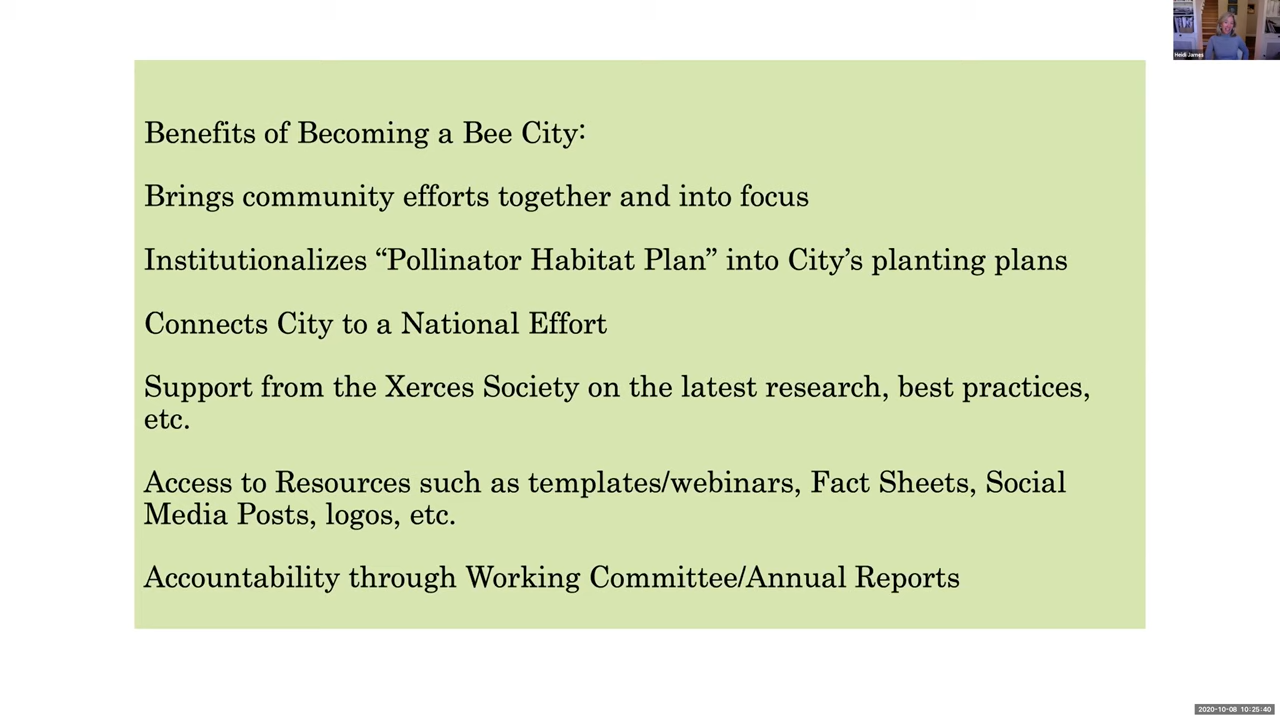 Heidi James
Benefits of Becoming a Bee City:
Brings community efforts together and into focus
Institutionalizes “Pollinator Habitat Plan” into City’s planting plans
Connects City to a National Effort
Support from the Xerces Society on the latest research, best practices,
etc.
Access to Resources such as templates/webinars, Fact Sheets, Social
Media Posts, logos, etc.
Accountability through Working Committee/Annual Reports
2020-10-08 10:25:40